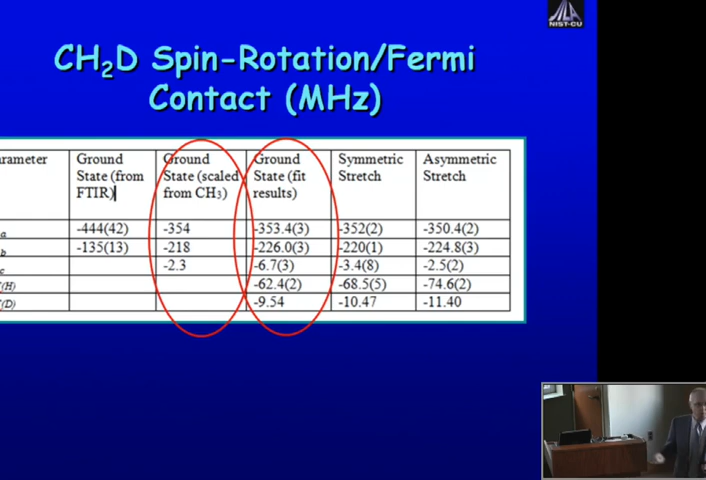 NIST-CU
CH2D Spin-Rotation/Fermi
Contact (MHz)
Ground State (from FTIR) Ground State (scaled from CH3) Ground State (fit results) Symmetric Stretch Asymmetric Stretch
a -444(42) -354 -353.4(3) -352(2) -350.4(2)
b -135(13) -218 -226.0(3) -220(1) -224.8(3)
c -2.3 -6.7(3) -3.4(8) -2.5(2)
(H) -62.4(2) -68.5(5) -74.6(2)
(D) -9.54 -10.47 -11.40